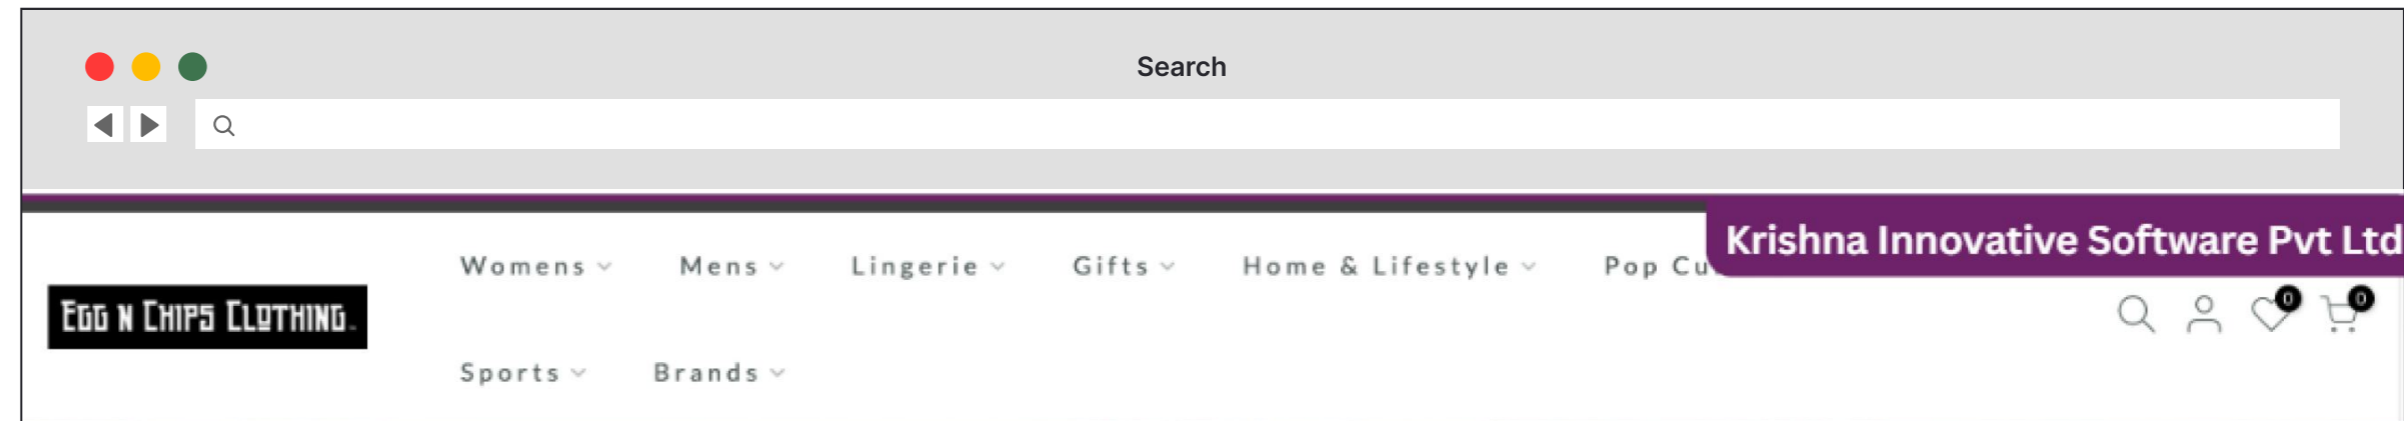 Search
Krishna Innovative Software Pvt Ltd
Womens Mens Lingerie Gifts Home & Lifestyle Pop
EGG N CHIPS CLOTHING
0 0
Sports Brands